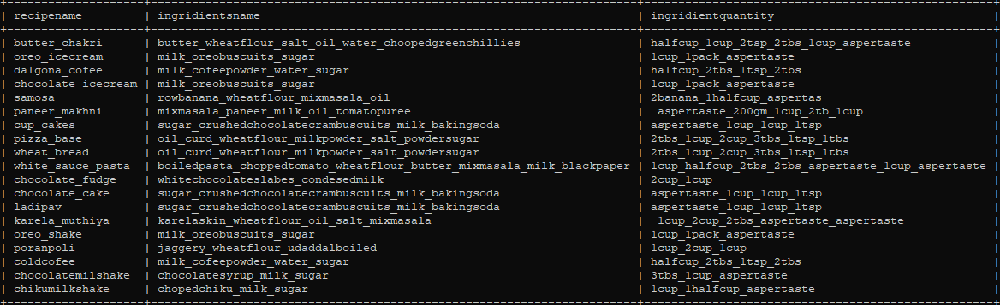 | recipename | ingridientsname | ingridientquantity |
| butter_chakri | butter_wheatflour_salt_oil_water_choopedgreenchillies | halfcup_1cup_2tsp_2tbs_1cup_aspertaste |
| oreo_icecream | milk_oreobuscuits_sugar | 1cup_1pack_aspertaste |
| dalgona_cofee | milk_cofeepowder_water_sugar | halfcup_2tbs_1tsp_2tbs |
| chocolate icecream | milk_oreobuscuits_sugar | 1cup_1pack_aspertaste |
| samosa | rowbanana_wheatflour_mixmasala_oil | 2banana_1halfcup_aspertas |
| paneer_makhni | mixmasala_paneer_milk_oil_tomatopuree | aspertaste_200gm_1cup_2tb_1cup |
| cup_cakes | sugar_crushedchocolatecrambuscuits_milk_bakingsoda | aspertaste_1cup_1cup_1tsp |
| pizza_base | oil_curd_wheatflour_milkpowder_salt_powdersugar | 2tbs_1cup_2cup_3tbs_1tsp_1tbs |
| wheat_bread | oil_curd_wheatflour_milkpowder_salt_powdersugar | 2tbs_1cup_2cup_3tbs_1tsp_1tbs |
| white_sauce_pasta | boiledpasta_choppedtomato_wheatflour_butter_mixmasala_milk_blackpaper | 1cup_halfcup_2tbs_2tbs_aspertaste_1cup_aspertaste |
| chocolate_fudge | whitechocolateslabes_condesedmilk | 2cup_1cup |
| chocolate_cake | sugar_crushedchocolatecrambuscuits_milk_bakingsoda | aspertaste_1cup_1cup_1tsp |
| ladipav | sugar_crushedchocolatecrambuscuits_milk_bakingsoda | aspertaste_1cup_1cup_1tsp |
| karela_muthiya | karelaskin_wheatflour_oil_salt_mixmasala | 1cup_2cup_2tbs_aspertaste_aspertaste |
| oreo_shake | milk_oreobuscuits_sugar | 1cup_1pack_aspertaste |
| poranpoli | jaggery_wheatflour_udaddalboiled | 1cup_2cup_1cup |
| coldcofee | milk_cofeepowder_water_sugar | halfcup_2tbs_1tsp_2tbs |
| chocolatemilshake | chocolatesyrup_milk_sugar | 3tbs_1cup_aspertaste |
| chikumilkshake | chopedchiku_milk_sugar | 1cup_1halfcup_aspertaste |